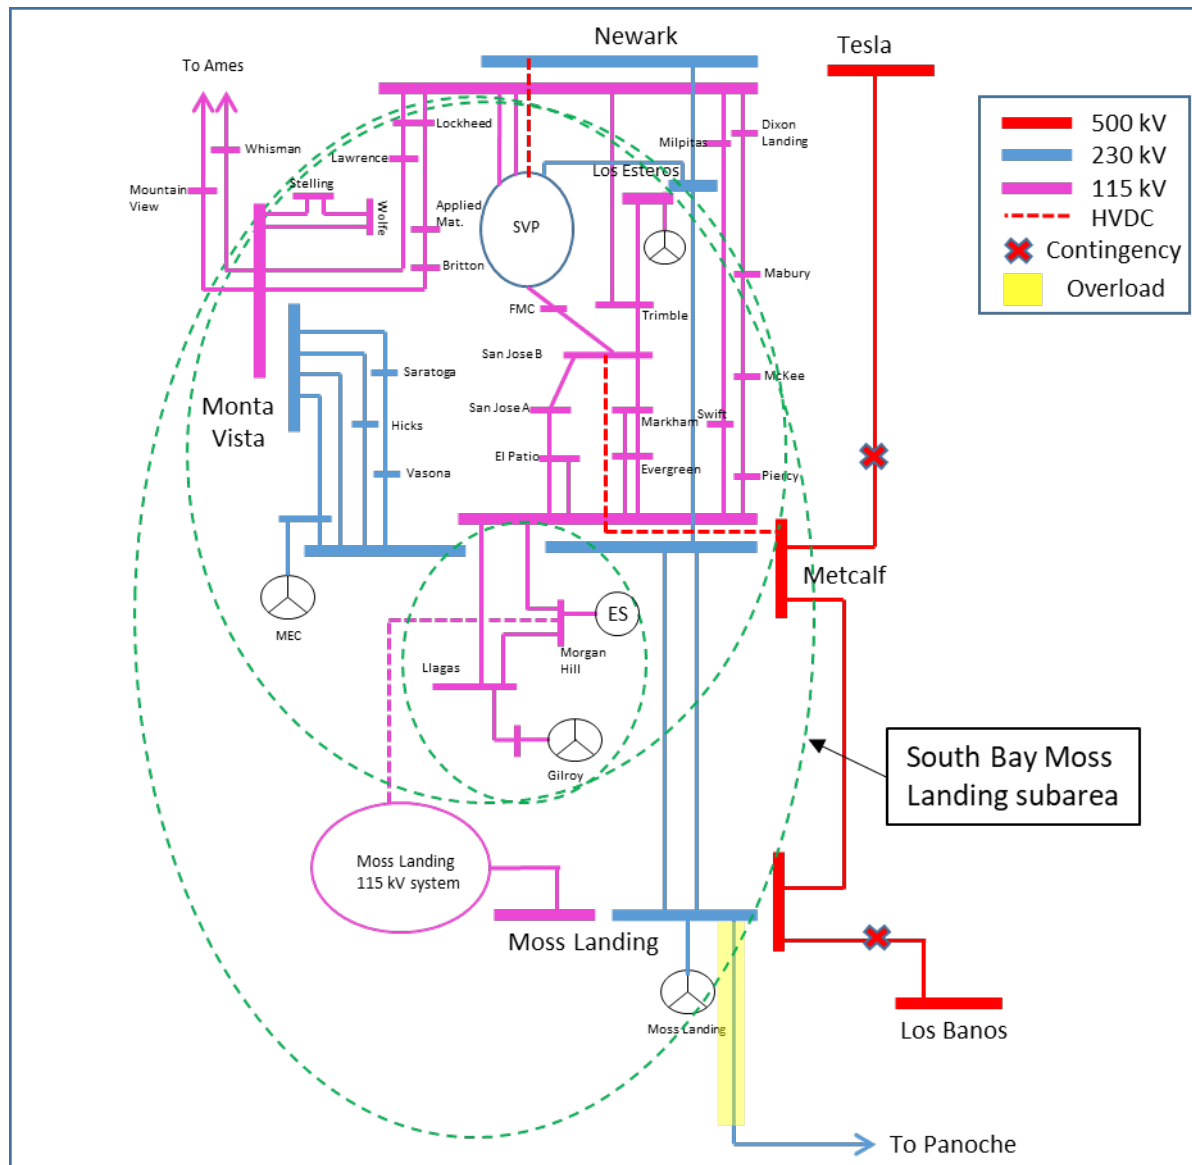 Newark
Tesla
To Ames
500 kV
230 kV
115 kV
HVDC
Contingency
Overload
Lockheed
Whisman
Lawrence
Mountain
View
Stelling
Wolfe
Applied
Mat.
Britton
SVP
Los Esteros
Milpitas
Dixon
Landing
Mabury
FMC
Trimble
San Jose B
McKee
Saratoga
Monta
Vista
Hicks
San Jose A
Markham
Swift
El Patio
Evergreen
Vasona
Piercy
Metcalf
MEC
ES
Morgan
Hill
Llagas
Gilroy
South Bay Moss
Landing subarea
Moss Landing
115 kV system
Moss Landing
Moss Landing
Los Banos
To Panoche